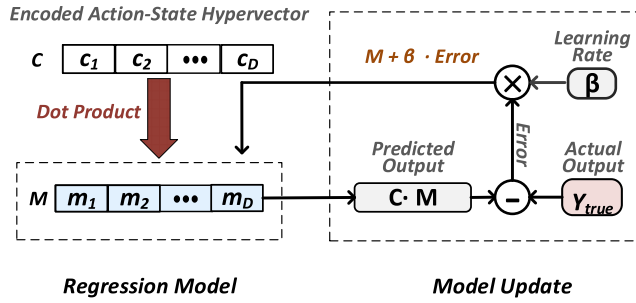 Encoded Action-State Hypervector
C c1 c2 ••• cD
Dot Product
M m1 m2 ••• mD
Regression Model
M + β · Error
Learning
Rate
× β
Error
Predicted
Output
Actual
Output
C· M − Ytrue
Model Update